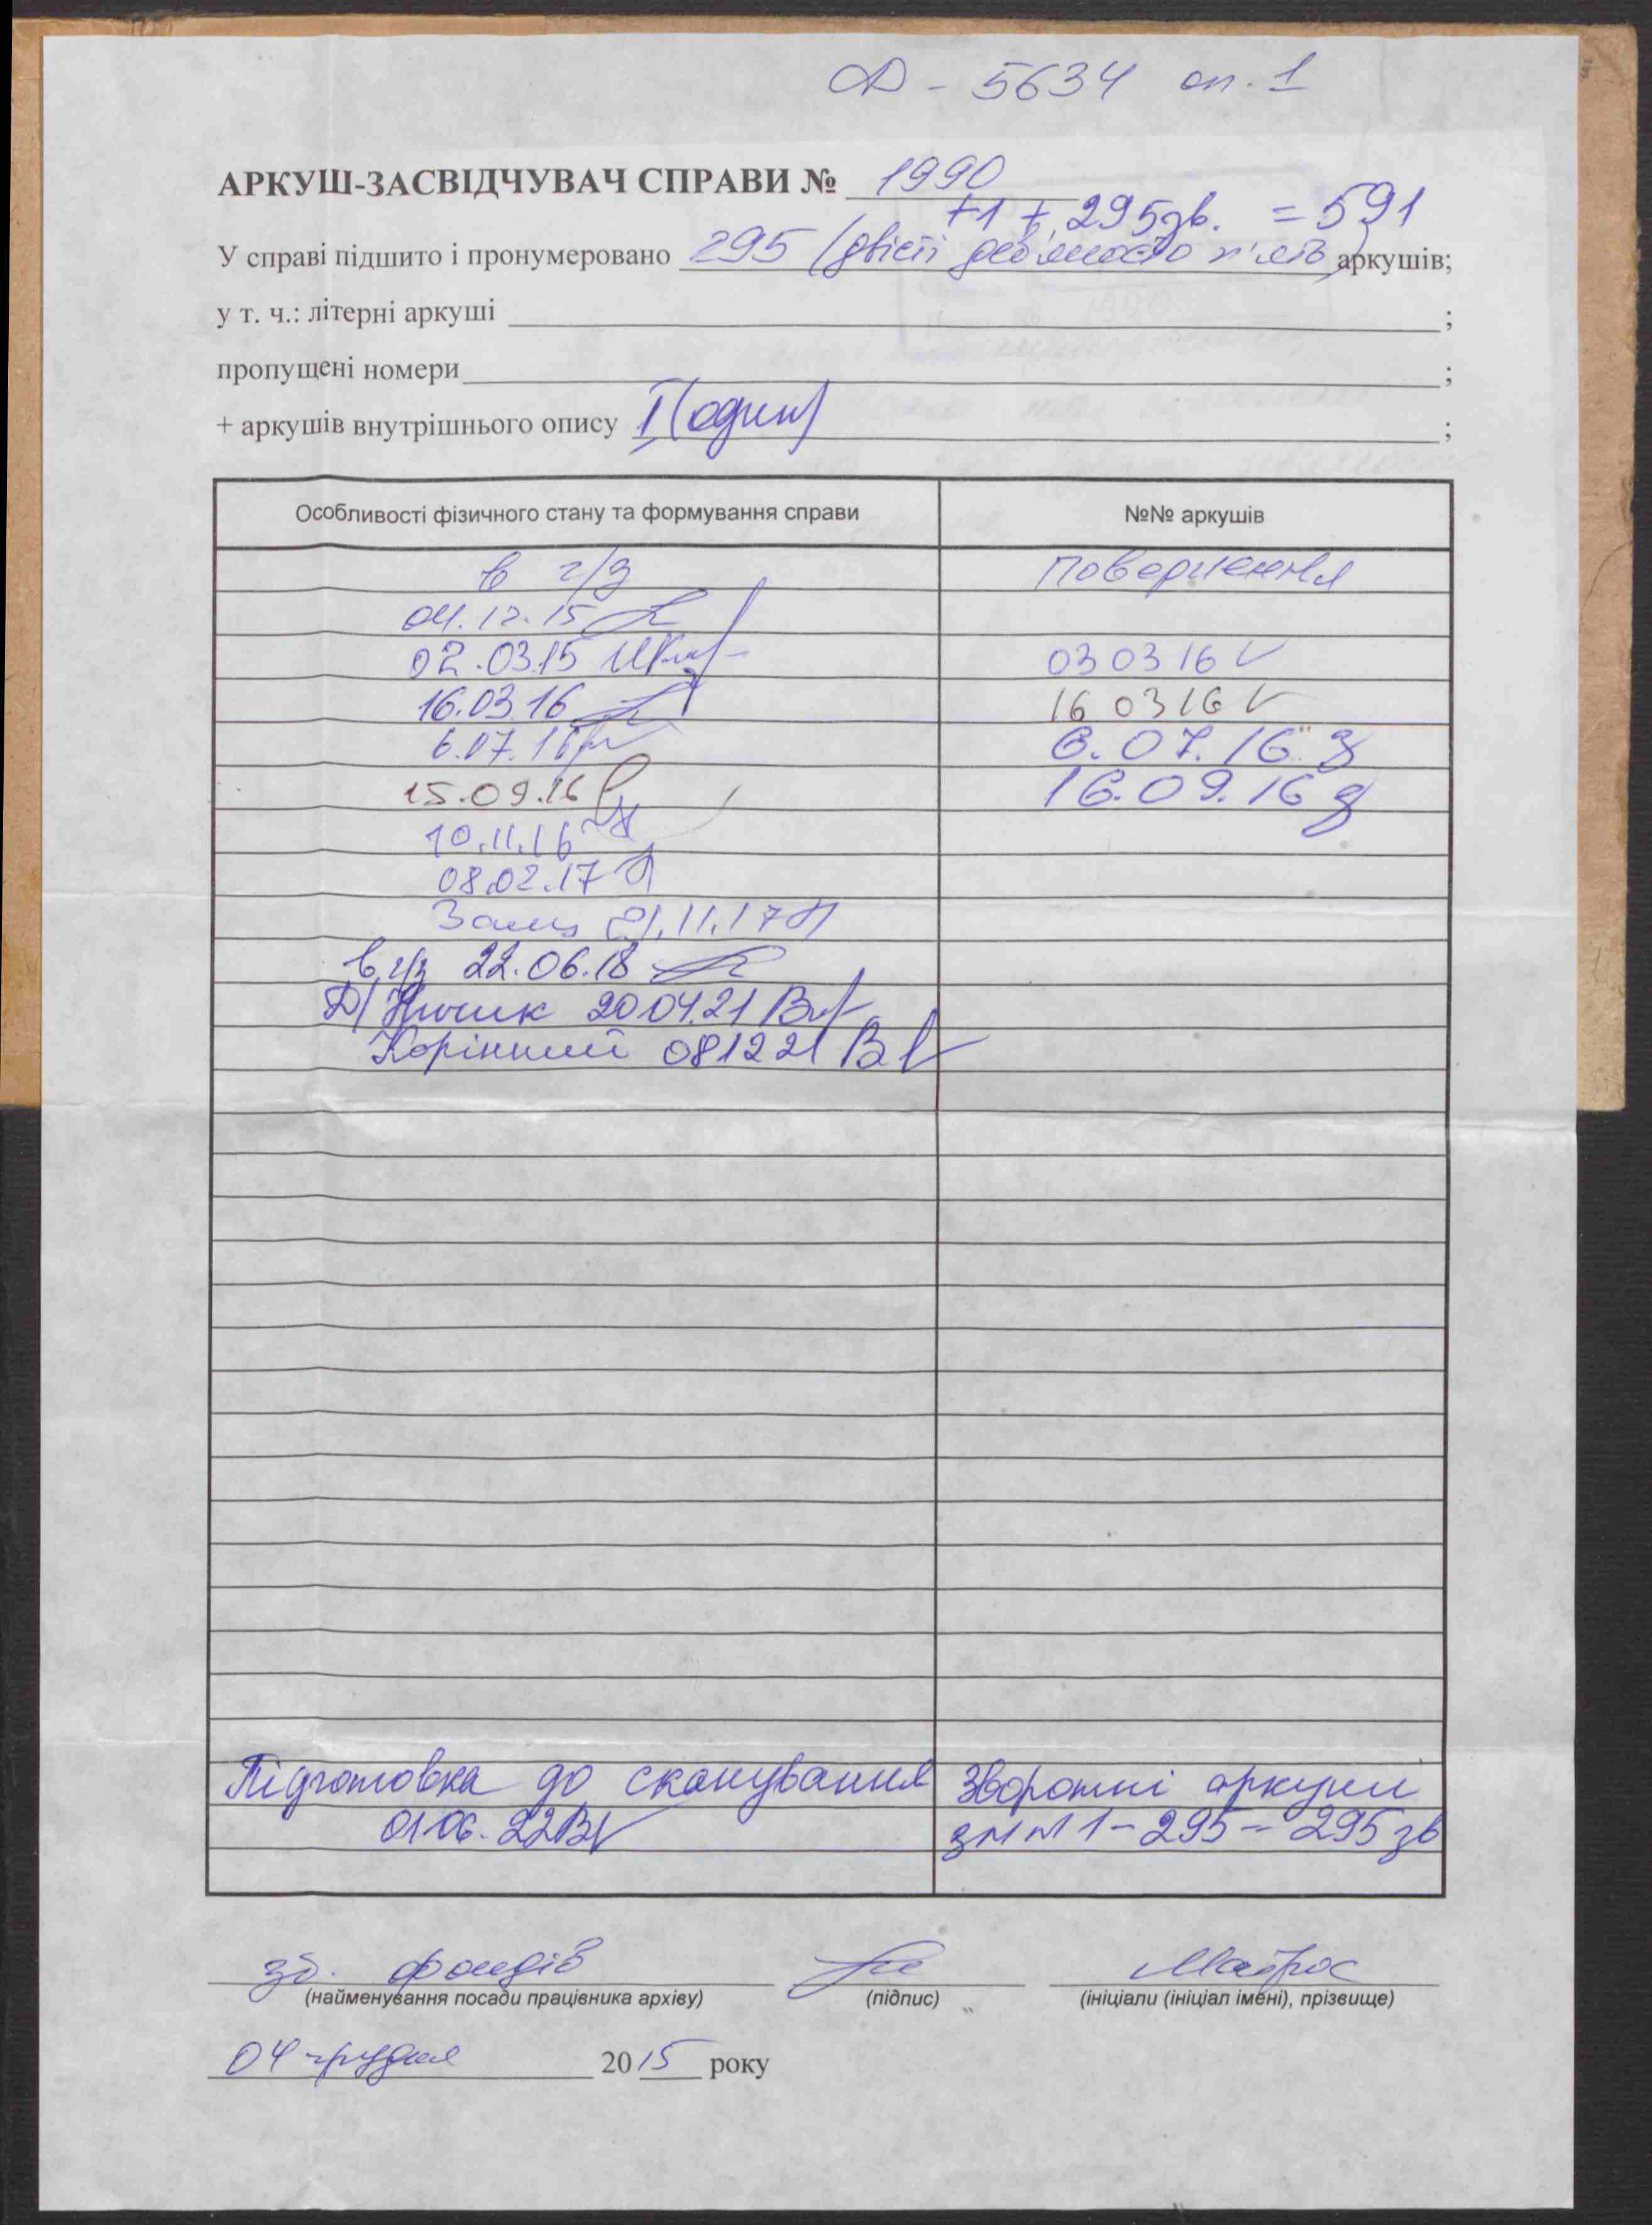 Ф - 5634 оп. 1
АРКУШ-ЗАСВІДЧУВАЧ СПРАВИ № 1990
+1 + 295зв. = 591
У справі підшито і пронумеровано 295 (двісті дев'яносто п'ять) аркушів;
у т. ч.: літерні аркуші ;
пропущені номери ;
+ аркушів внутрішнього опису I (один) ;
Особливості фізичного стану та формування справи №№ аркушів
в ч/з повернення
04.12.15
02.03.15 03 03 16
16.03.16 16 03 16
6.07.16 6.07.16
15.09.16 16.09.16
10.11.16
08.02.17
21.11.17
в ч/з 22.06.18
20 04 21
Корінний 08 12 21
Підготовка до сканування Зворотні аркуші
01.06.22 з №№ 1-295 - 295 зв
зб. фондів Матрос
(найменування посади працівника архіву) (підпис) (ініціали (ініціал імені), прізвище)
04 грудня 2015 року